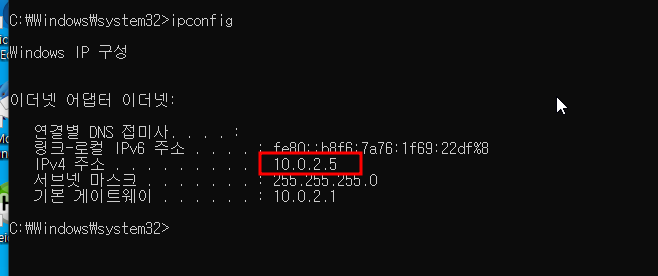 C:₩Windows₩system32>ipconfig
Windows IP 구성
이더넷 어댑터 이더넷:
연결별 DNS 접미사. . . . :
링크-로컬 IPv6 주소 . . . . : fe80::b8f6:7a76:1f69:22df%8
IPv4 주소 . . . . . . . . . : 10.0.2.5
서브넷 마스크 . . . . . . . : 255.255.255.0
기본 게이트웨이 . . . . . . : 10.0.2.1
C:₩Windows₩system32>